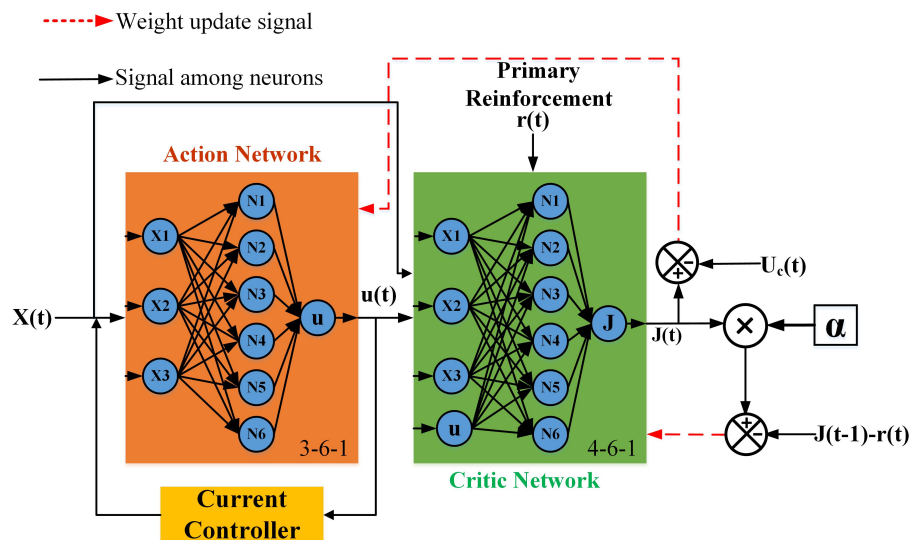 Weight update signal
Signal among neurons
Primary
Reinforcement
r(t)
Action Network
X1
X2
X3
N1
N2
N3
N4
N5
N6
u
3-6-1
X(t)
u(t)
X1
X2
X3
u
N1
N2
N3
N4
N5
N6
J
4-6-1
Critic Network
J(t)
-
+
Uc(t)
×
α
+
-
J(t-1)-r(t)
Current
Controller